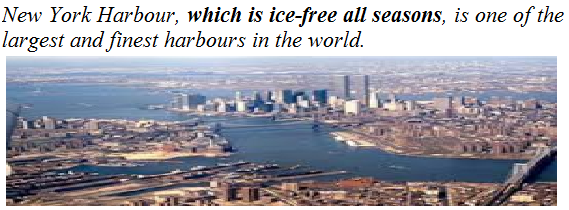 New York Harbour, which is ice-free all seasons, is one of the
largest and finest harbours in the world.